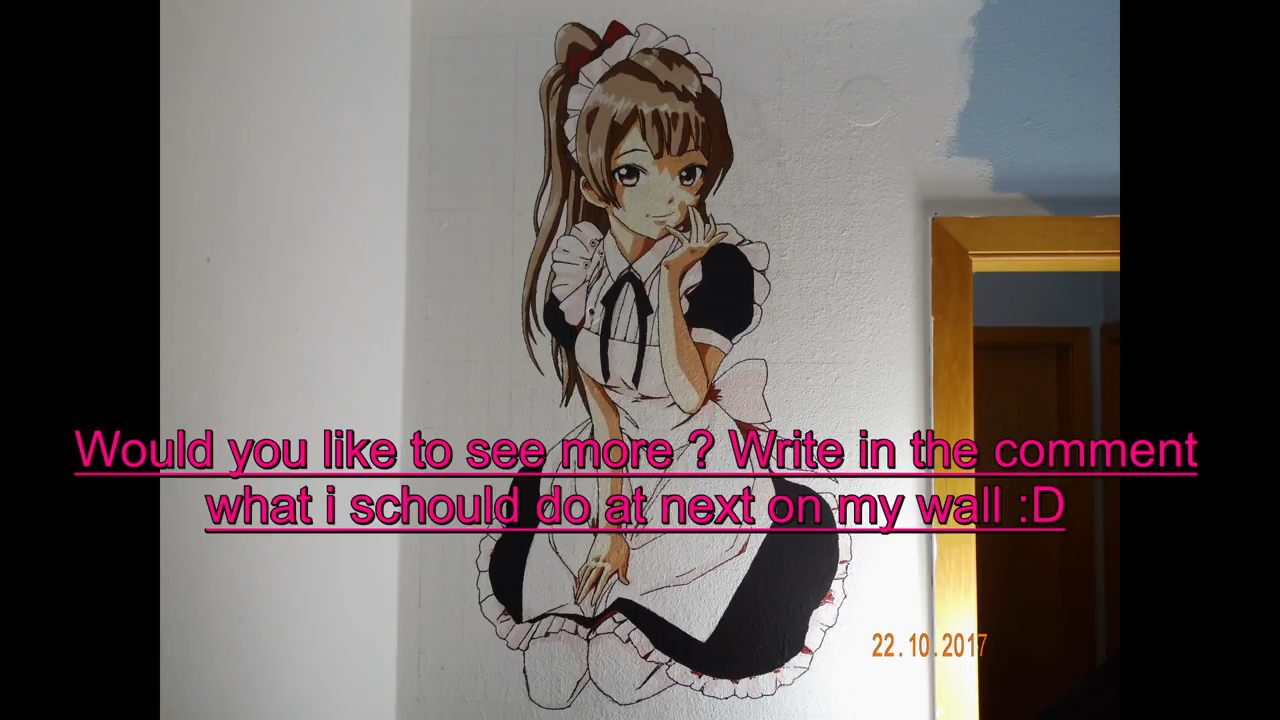 Would you like to see more ? Write in the comment
what i schould do at next on my wall :D
22.10.2017